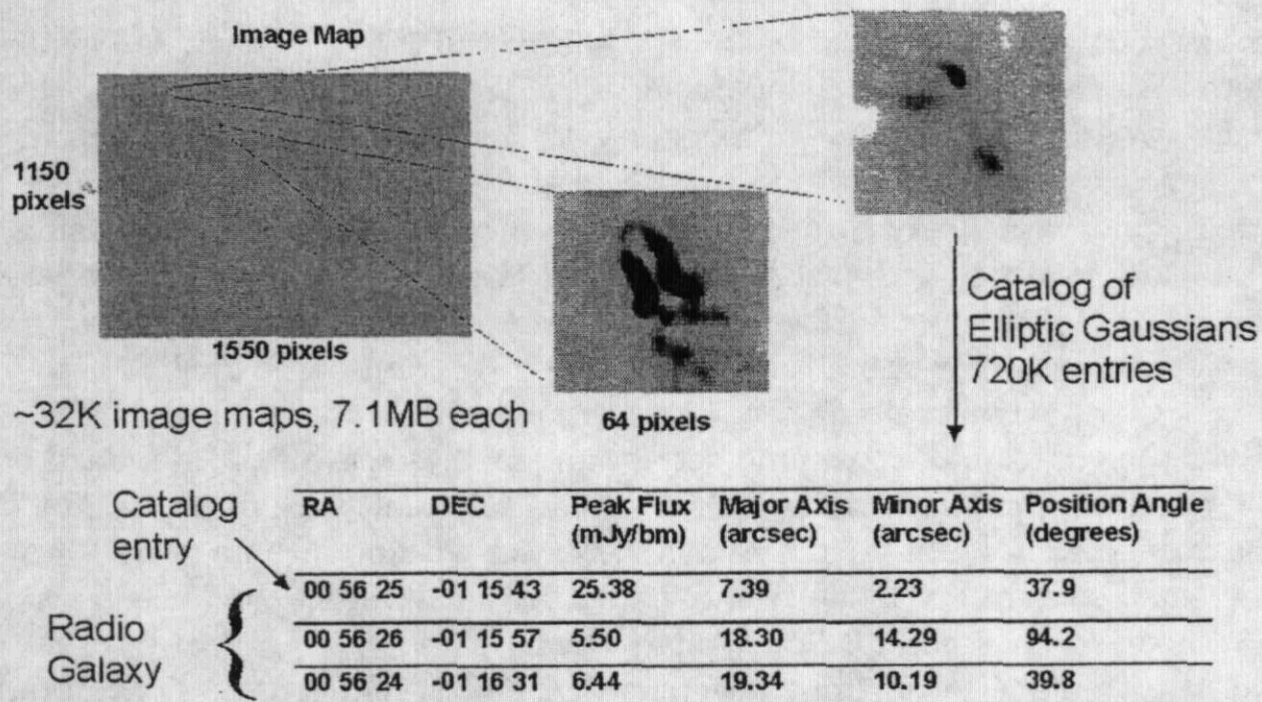 Image Map
1150
pixels
1550 pixels
~32K image maps, 7.1MB each
64 pixels
Catalog of
Elliptic Gaussians
720K entries
Catalog
entry
RA DEC Peak Flux Major Axis Minor Axis Position Angle
(mJy/bm) (arcsec) (arcsec) (degrees)
00 56 25 -01 15 43 25.38 7.39 2.23 37.9
Radio
Galaxy
00 56 26 -01 15 57 5.50 18.30 14.29 94.2
00 56 24 -01 16 31 6.44 19.34 10.19 39.8